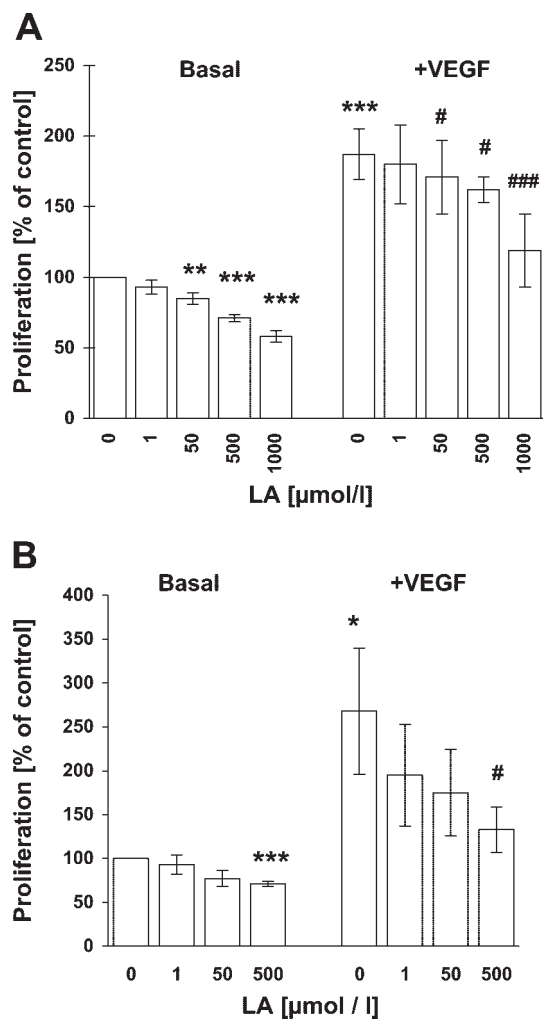 A
Basal
+VEGF
Proliferation [% of control]
250
200
150
100
50
0
**
***
***
***
#
#
###
0 1 50 500 1000 0 1 50 500 1000
LA [µmol/l]
B
Basal
+VEGF
Proliferation [% of control]
400
350
300
250
200
150
100
50
0
***
*
#
0 1 50 500 0 1 50 500
LA [µmol / l]